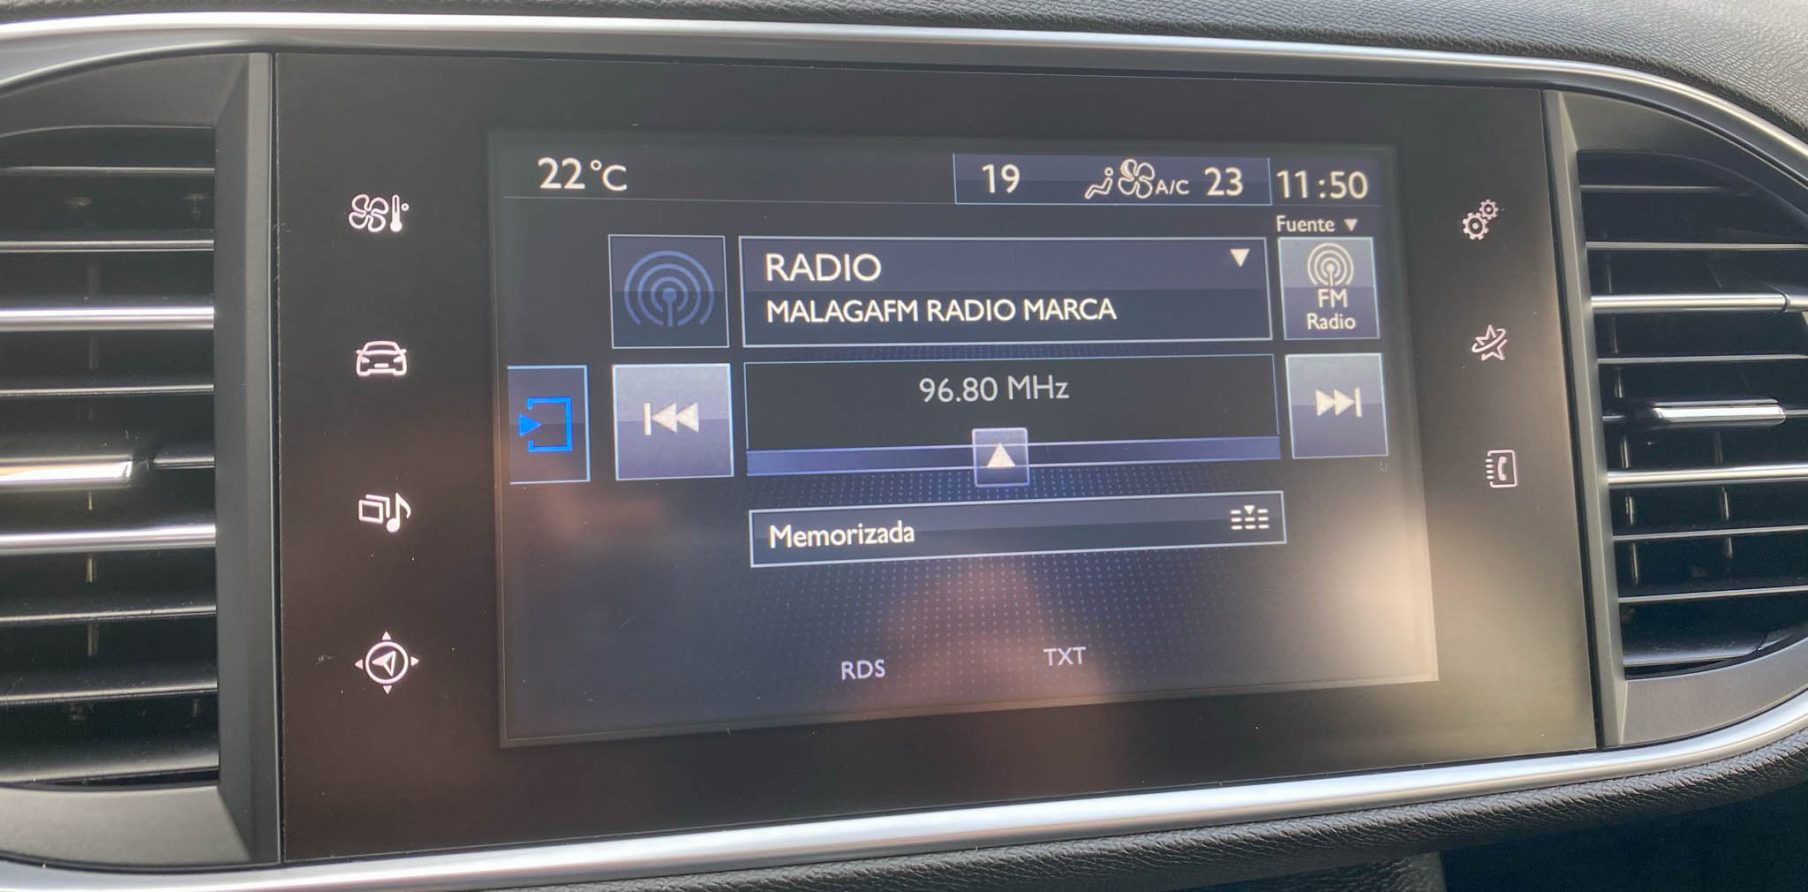 22°C
19 A/C 23 11:50
Fuente
RADIO
MALAGAFM RADIO MARCA
FM
Radio
96.80 MHz
Memorizada
RDS TXT